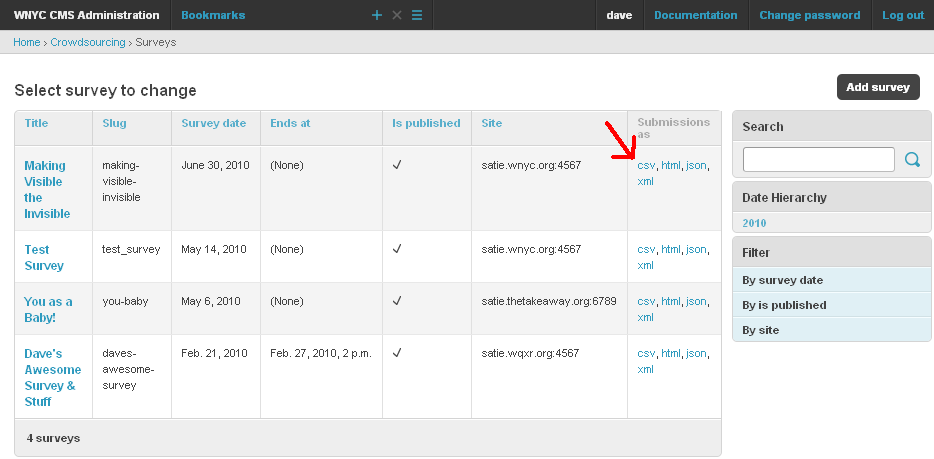 WNYC CMS Administration Bookmarks dave Documentation Change password Log out
Home › Crowdsourcing › Surveys
Select survey to change
Add survey
Title Slug Survey date Ends at Is published Site Submissions as
Making Visible the Invisible making-visible-invisible June 30, 2010 (None) ✓ satie.wnyc.org:4567 csv, html, json, xml
Test Survey test_survey May 14, 2010 (None) ✓ satie.wnyc.org:4567 csv, html, json, xml
You as a Baby! you-baby May 6, 2010 (None) ✓ satie.thetakeaway.org:6789 csv, html, json, xml
Dave's Awesome Survey & Stuff daves-awesome-survey Feb. 21, 2010 Feb. 27, 2010, 2 p.m. ✓ satie.wqxr.org:4567 csv, html, json, xml
4 surveys
Search
Date Hierarchy
2010
Filter
By survey date
By is published
By site